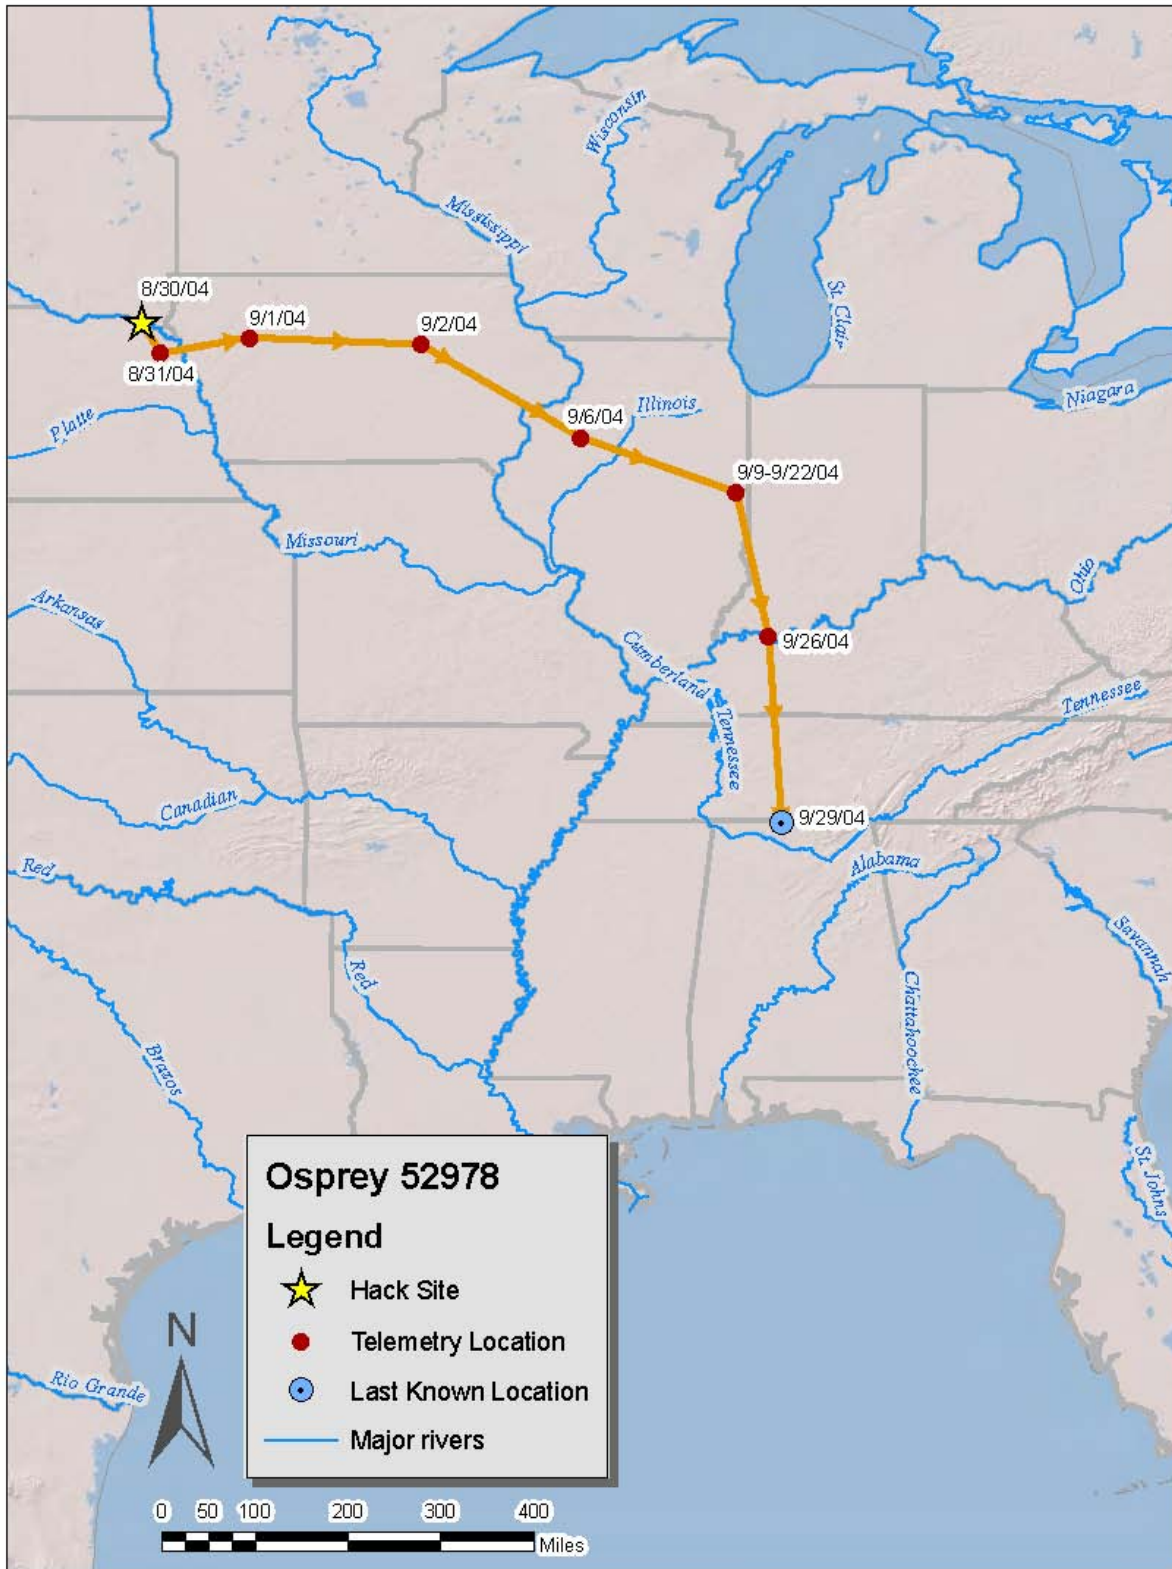 Wisconsin
Mississippi
8/30/04
9/1/04
9/2/04
St. Clair
8/31/04
Niagara
Platte
9/6/04
Illinois
9/9-9/22/04
Missouri
Ohio
Arkansas
9/26/04
Cumberland
Tennessee
Tennessee
Canadian
9/29/04
Alabama
Red
Savannah
Red
Chattahoochee
Brazos
St. Johns
Osprey 52978
Legend
Hack Site
Telemetry Location
Last Known Location
Major rivers
N
Rio Grande
0 50 100 200 300 400
Miles